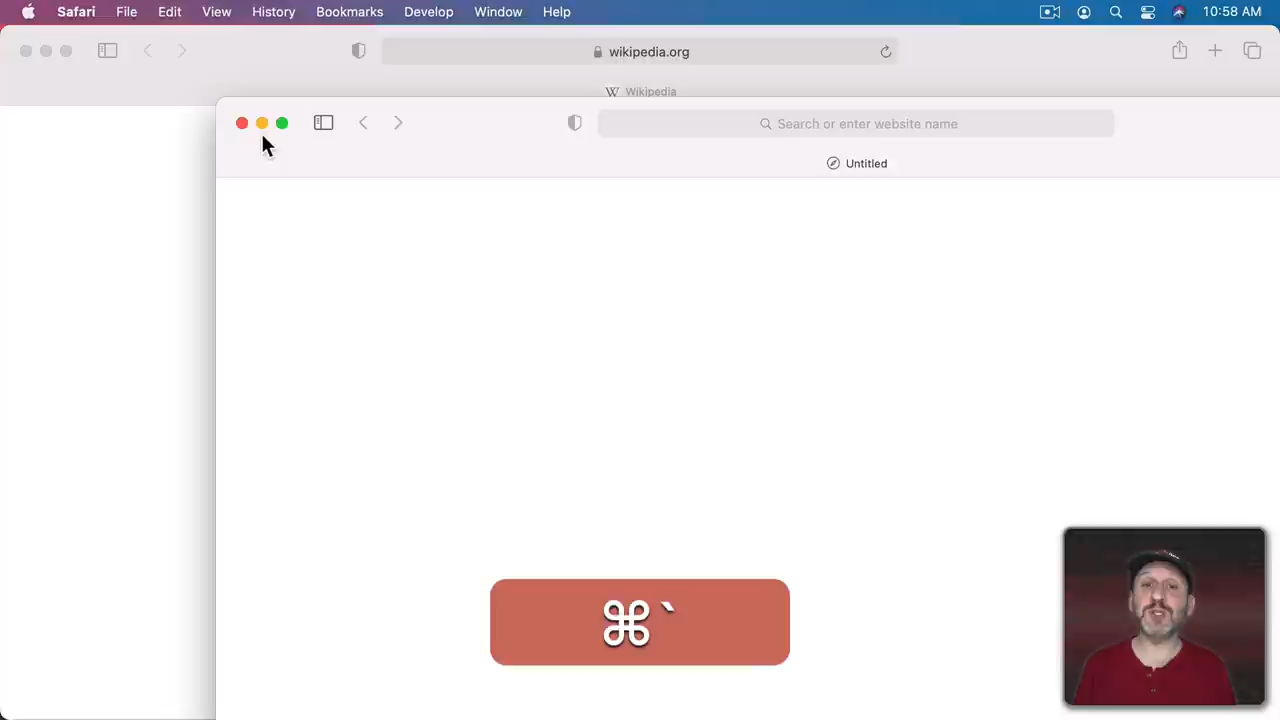 Safari File Edit View History Bookmarks Develop Window Help 10:58 AM
wikipedia.org
W Wikipedia
Search or enter website name
Untitled
⌘`